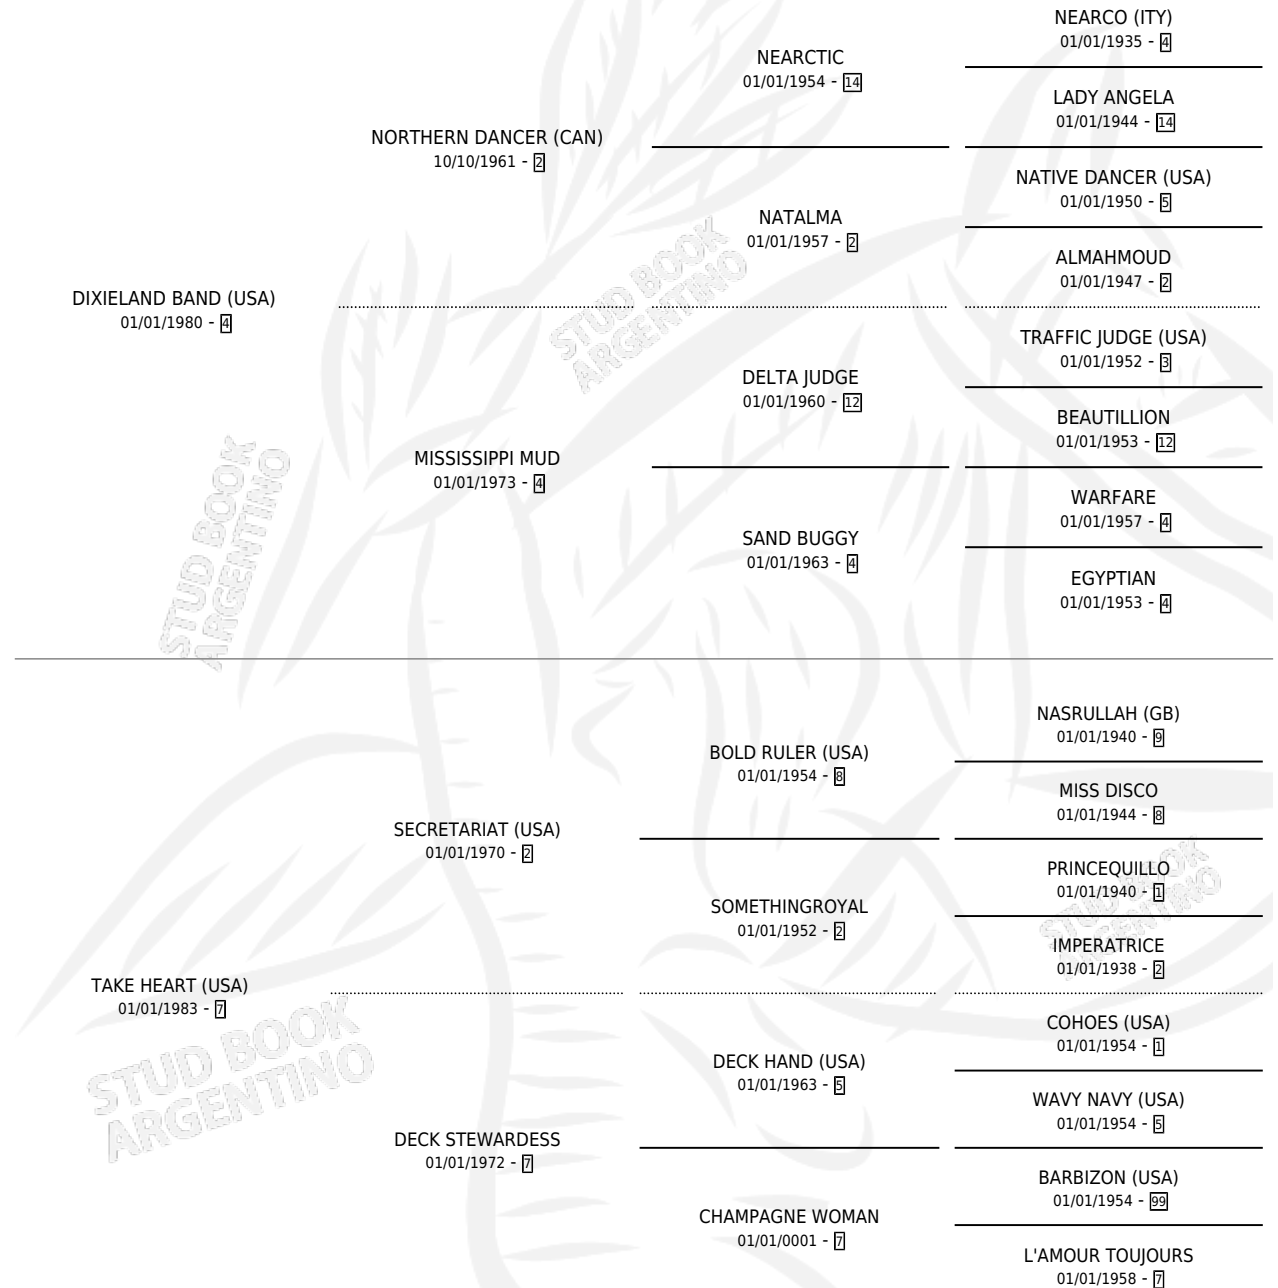 NEARCO (ITY)
01/01/1935 - 4
NEARCTIC
01/01/1954 - 14
LADY ANGELA
01/01/1944 - 14
NORTHERN DANCER (CAN)
10/10/1961 - 2
NATIVE DANCER (USA)
01/01/1950 - 5
NATALMA
01/01/1957 - 2
ALMAHMOUD
01/01/1947 - 2
DIXIELAND BAND (USA)
01/01/1980 - 4
TRAFFIC JUDGE (USA)
01/01/1952 - 3
DELTA JUDGE
01/01/1960 - 12
BEAUTILLION
01/01/1953 - 12
MISSISSIPPI MUD
01/01/1973 - 4
WARFARE
01/01/1957 - 4
SAND BUGGY
01/01/1963 - 4
EGYPTIAN
01/01/1953 - 4
STUD BOOK
ARGENTINO
STUD BOOK
ARGENTINO
NASRULLAH (GB)
01/01/1940 - 9
BOLD RULER (USA)
01/01/1954 - 8
MISS DISCO
01/01/1944 - 8
SECRETARIAT (USA)
01/01/1970 - 2
PRINCEQUILLO
01/01/1940 - 1
SOMETHINGROYAL
01/01/1952 - 2
IMPERATRICE
01/01/1938 - 2
TAKE HEART (USA)
01/01/1983 - 7
COHOES (USA)
01/01/1954 - 1
DECK HAND (USA)
01/01/1963 - 5
WAVY NAVY (USA)
01/01/1954 - 5
DECK STEWARDESS
01/01/1972 - 7
BARBIZON (USA)
01/01/1954 - 99
CHAMPAGNE WOMAN
01/01/0001 - 7
L'AMOUR TOUJOURS
01/01/1958 - 7
STUD BOOK
ARGENTINO
STUD BOOK
ARGENTINO